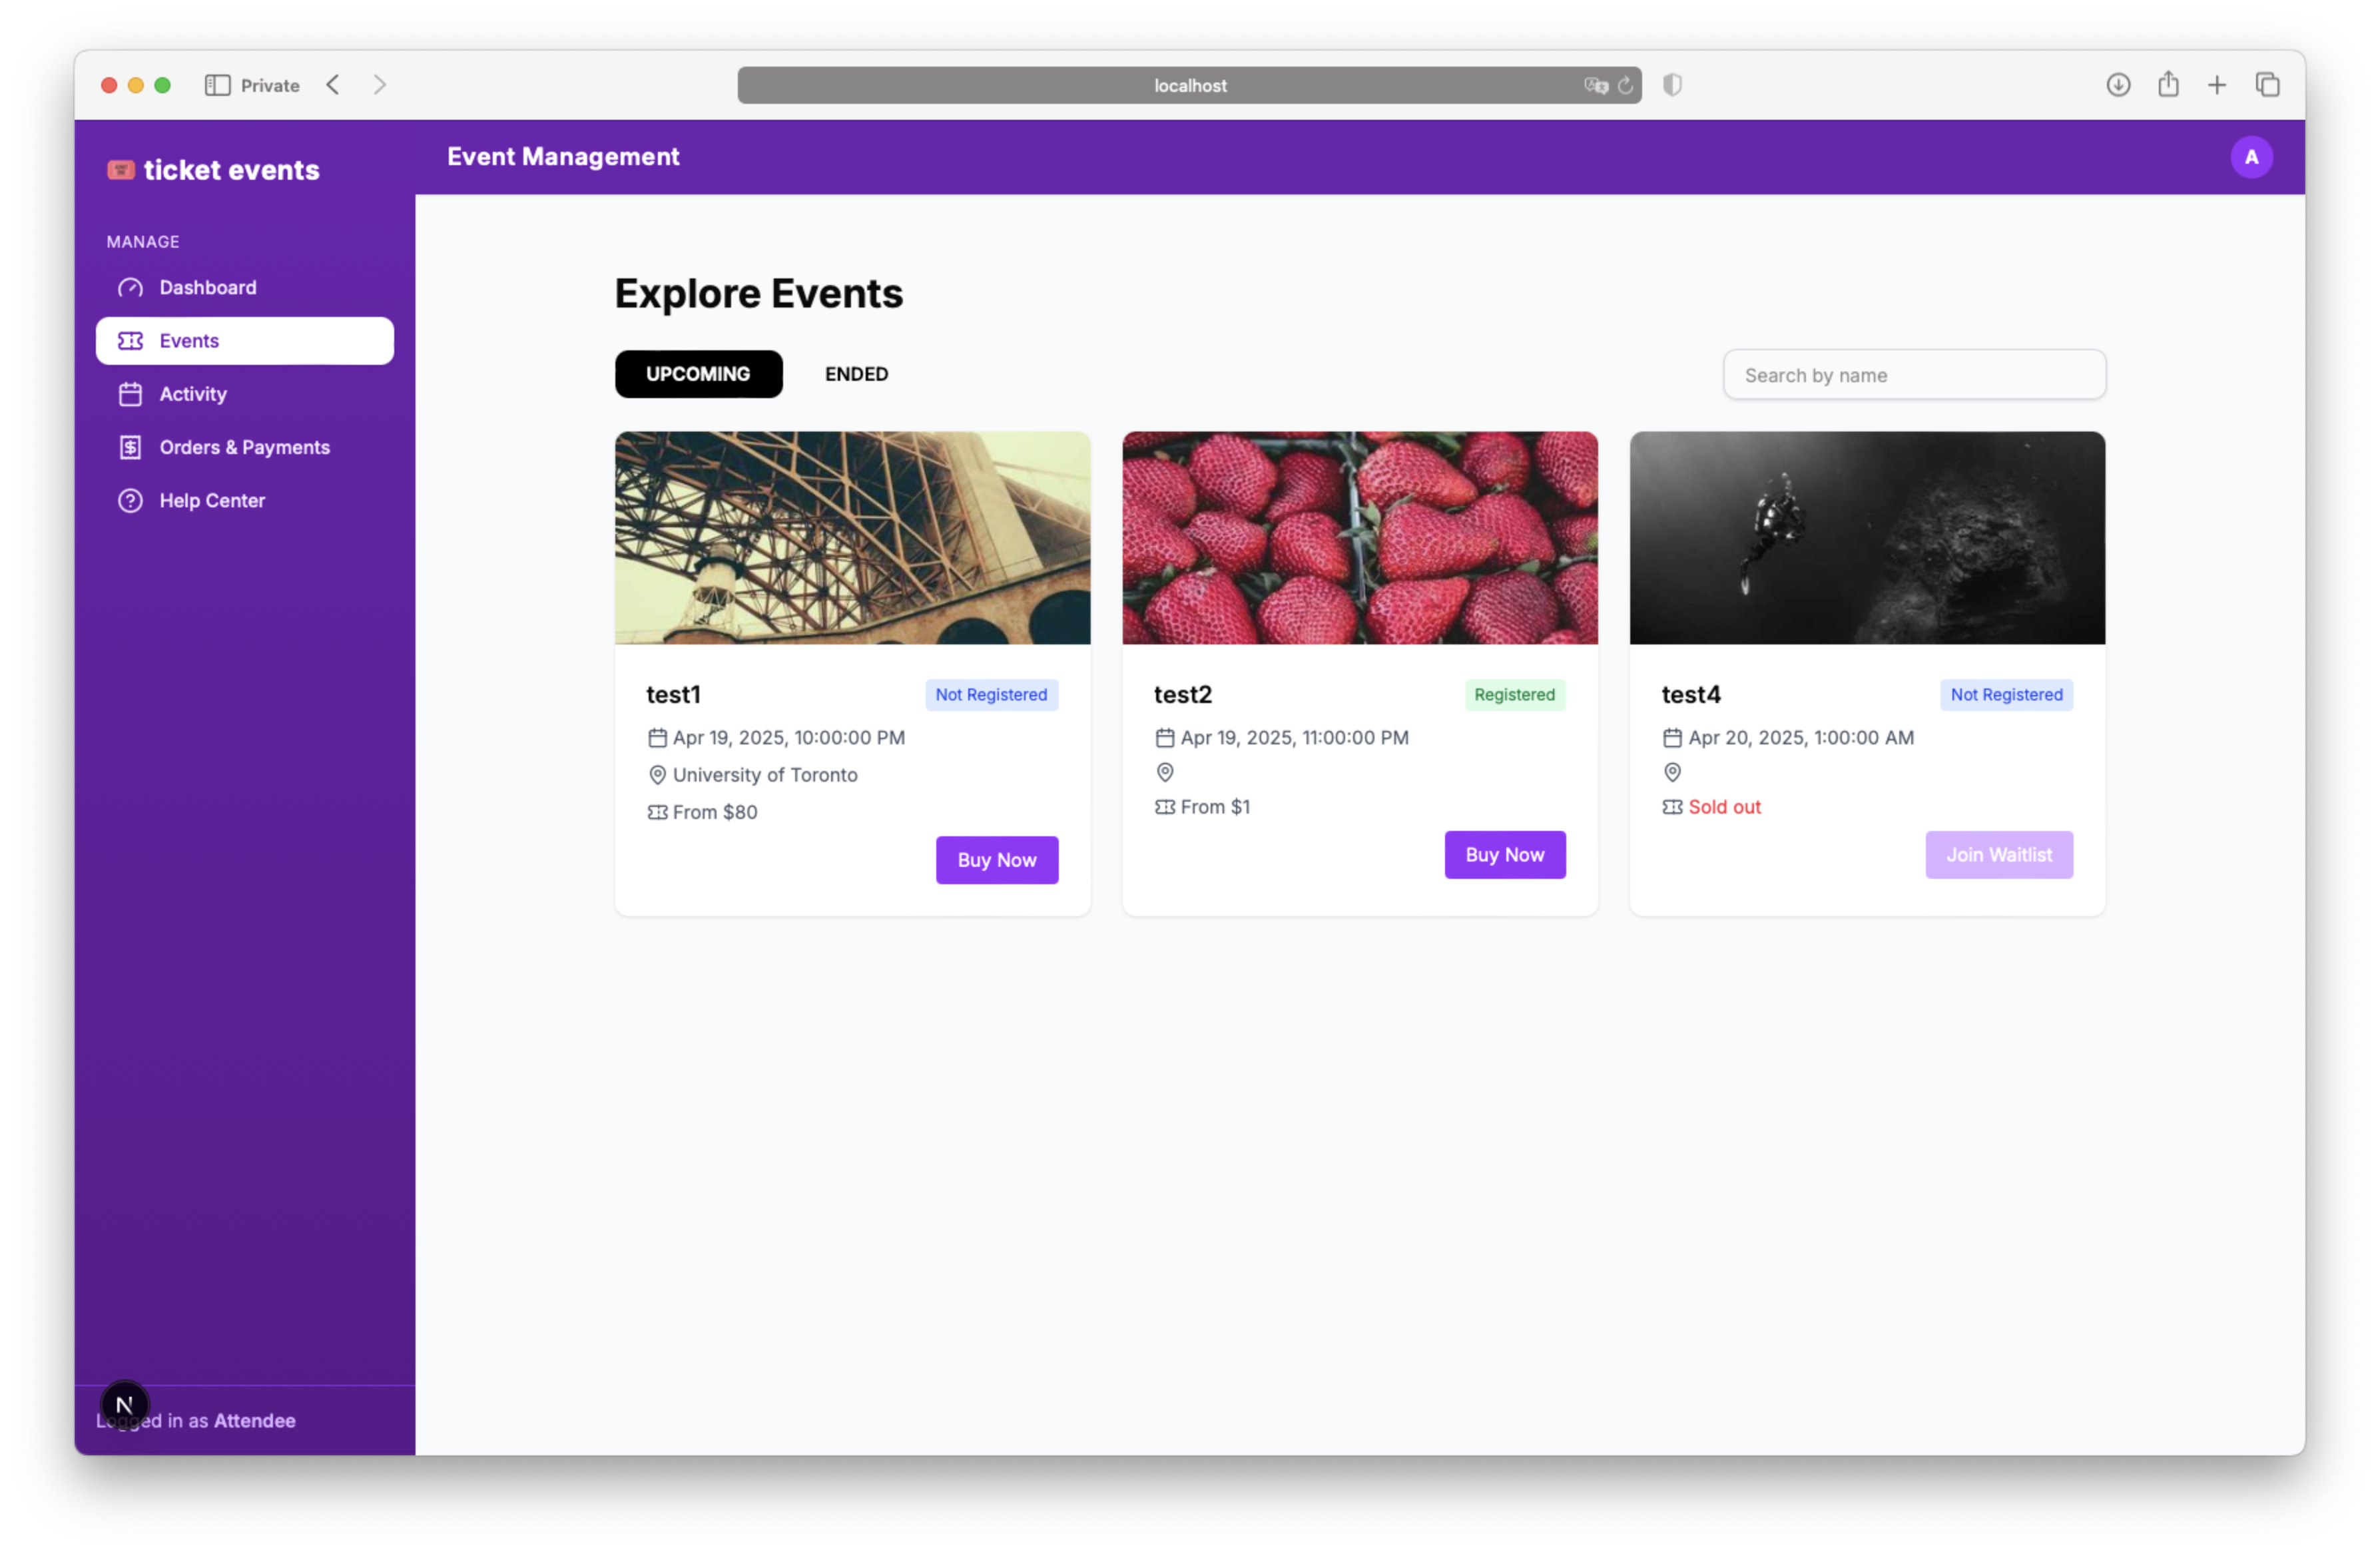 Private
localhost
ticket events
Event Management
A
MANAGE
Dashboard
Events
Activity
Orders & Payments
Help Center
Explore Events
UPCOMING
ENDED
Search by name
test1
Not Registered
Apr 19, 2025, 10:00:00 PM
University of Toronto
From $80
Buy Now
test2
Registered
Apr 19, 2025, 11:00:00 PM
From $1
Buy Now
test4
Not Registered
Apr 20, 2025, 1:00:00 AM
Sold out
Join Waitlist
N
Logged in as Attendee